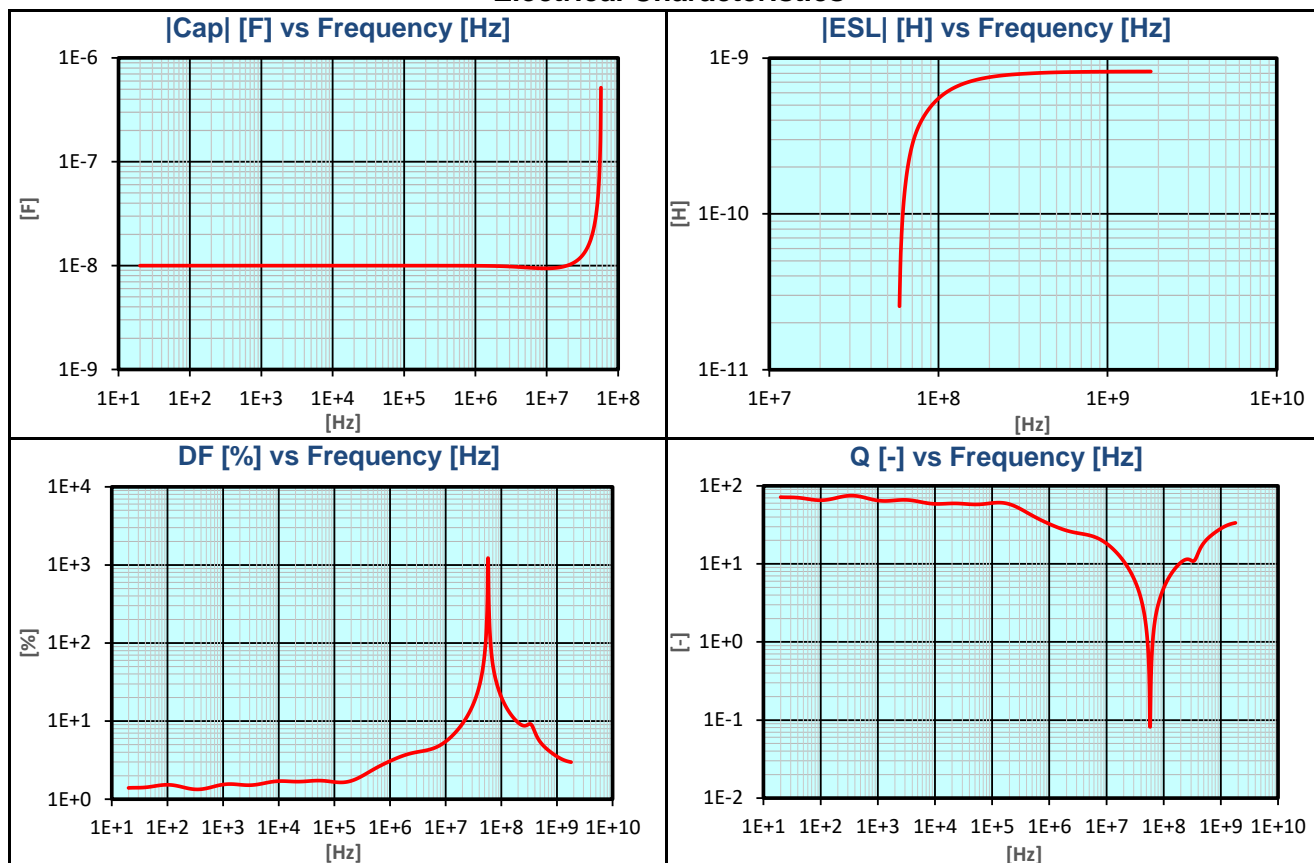 |Cap| [F] vs Frequency [Hz]
1E-6
1E-7
1E-8
1E-9
[F]
1E+1 1E+2 1E+3 1E+4 1E+5 1E+6 1E+7 1E+8
[Hz]
|ESL| [H] vs Frequency [Hz]
1E-9
1E-10
1E-11
[H]
1E+7 1E+8 1E+9 1E+10
[Hz]
DF [%] vs Frequency [Hz]
1E+4
1E+3
1E+2
1E+1
1E+0
[%]
1E+1 1E+2 1E+3 1E+4 1E+5 1E+6 1E+7 1E+8 1E+9 1E+10
[Hz]
Q [-] vs Frequency [Hz]
1E+2
1E+1
1E+0
1E-1
1E-2
[-]
1E+1 1E+2 1E+3 1E+4 1E+5 1E+6 1E+7 1E+8 1E+9 1E+10
[Hz]